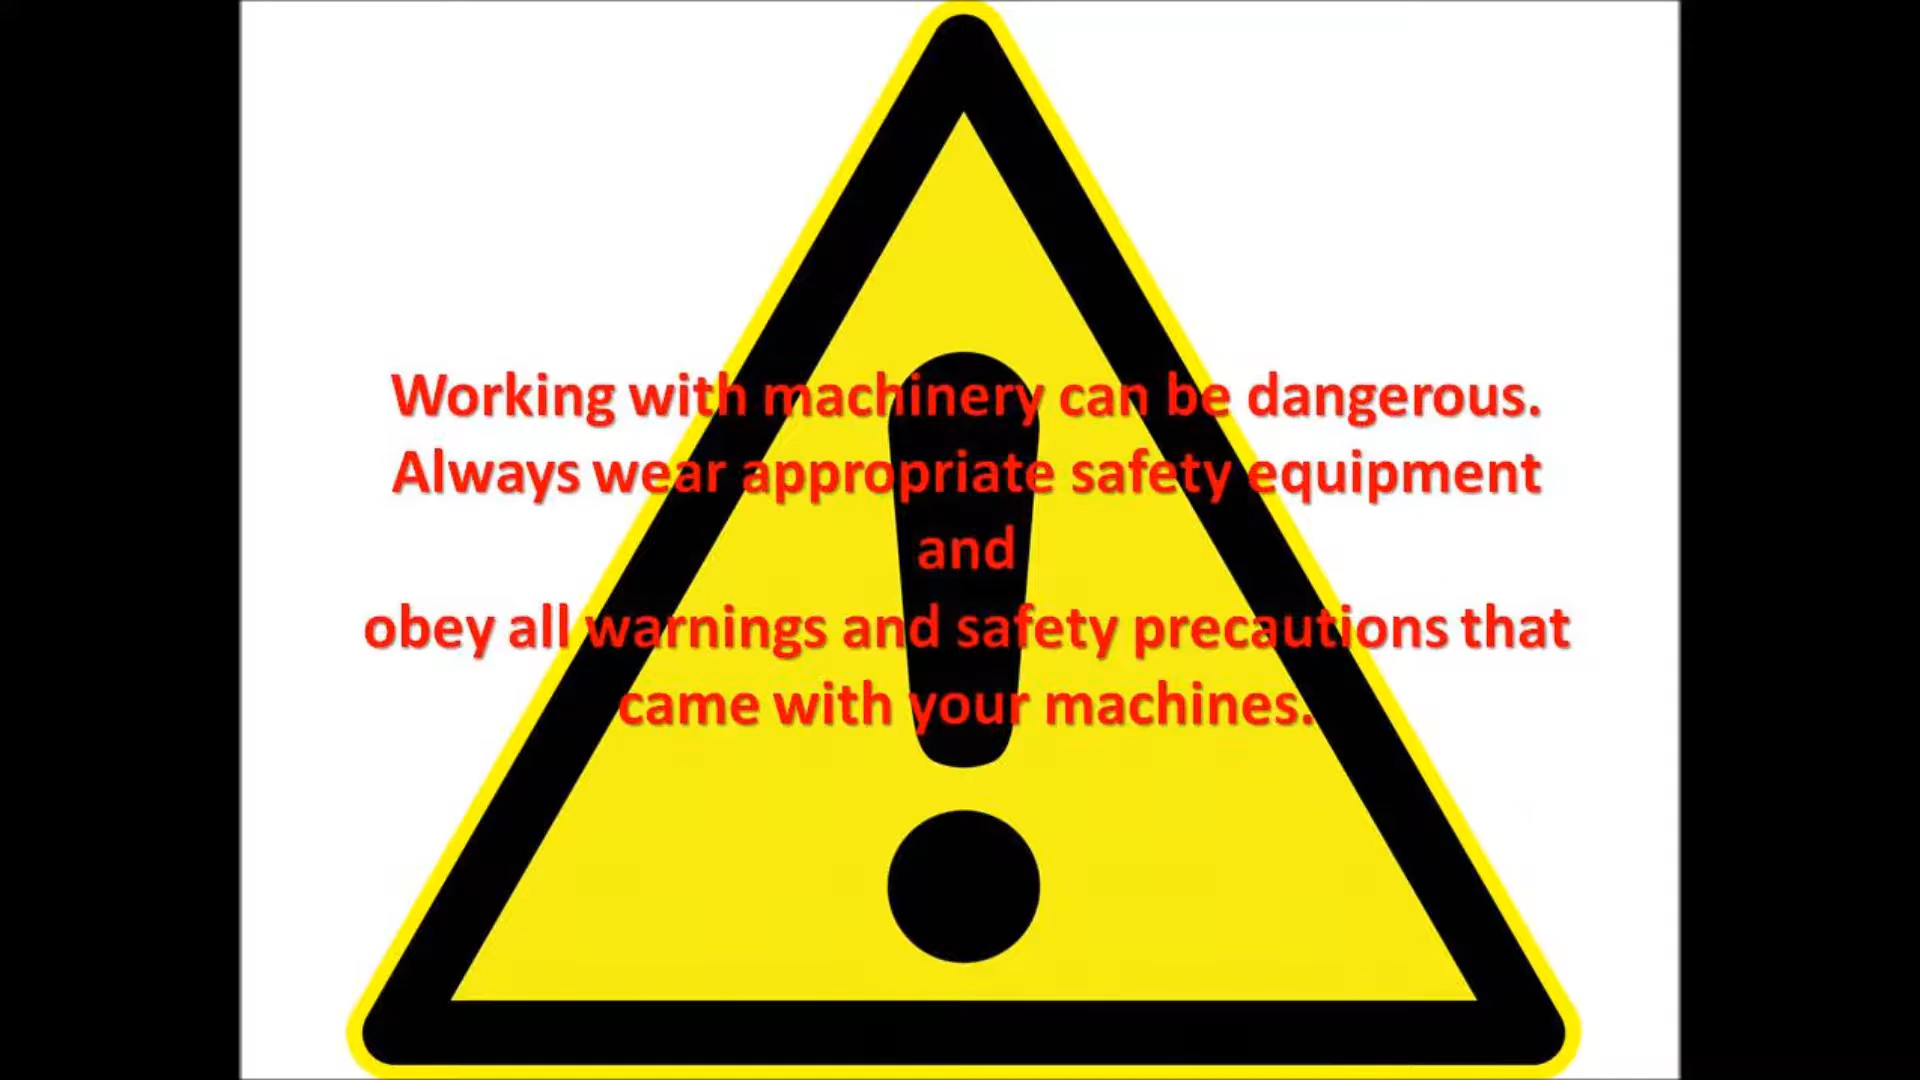 Working with machinery can be dangerous.
Always wear appropriate safety equipment
and
obey all warnings and safety precautions that
came with your machines.